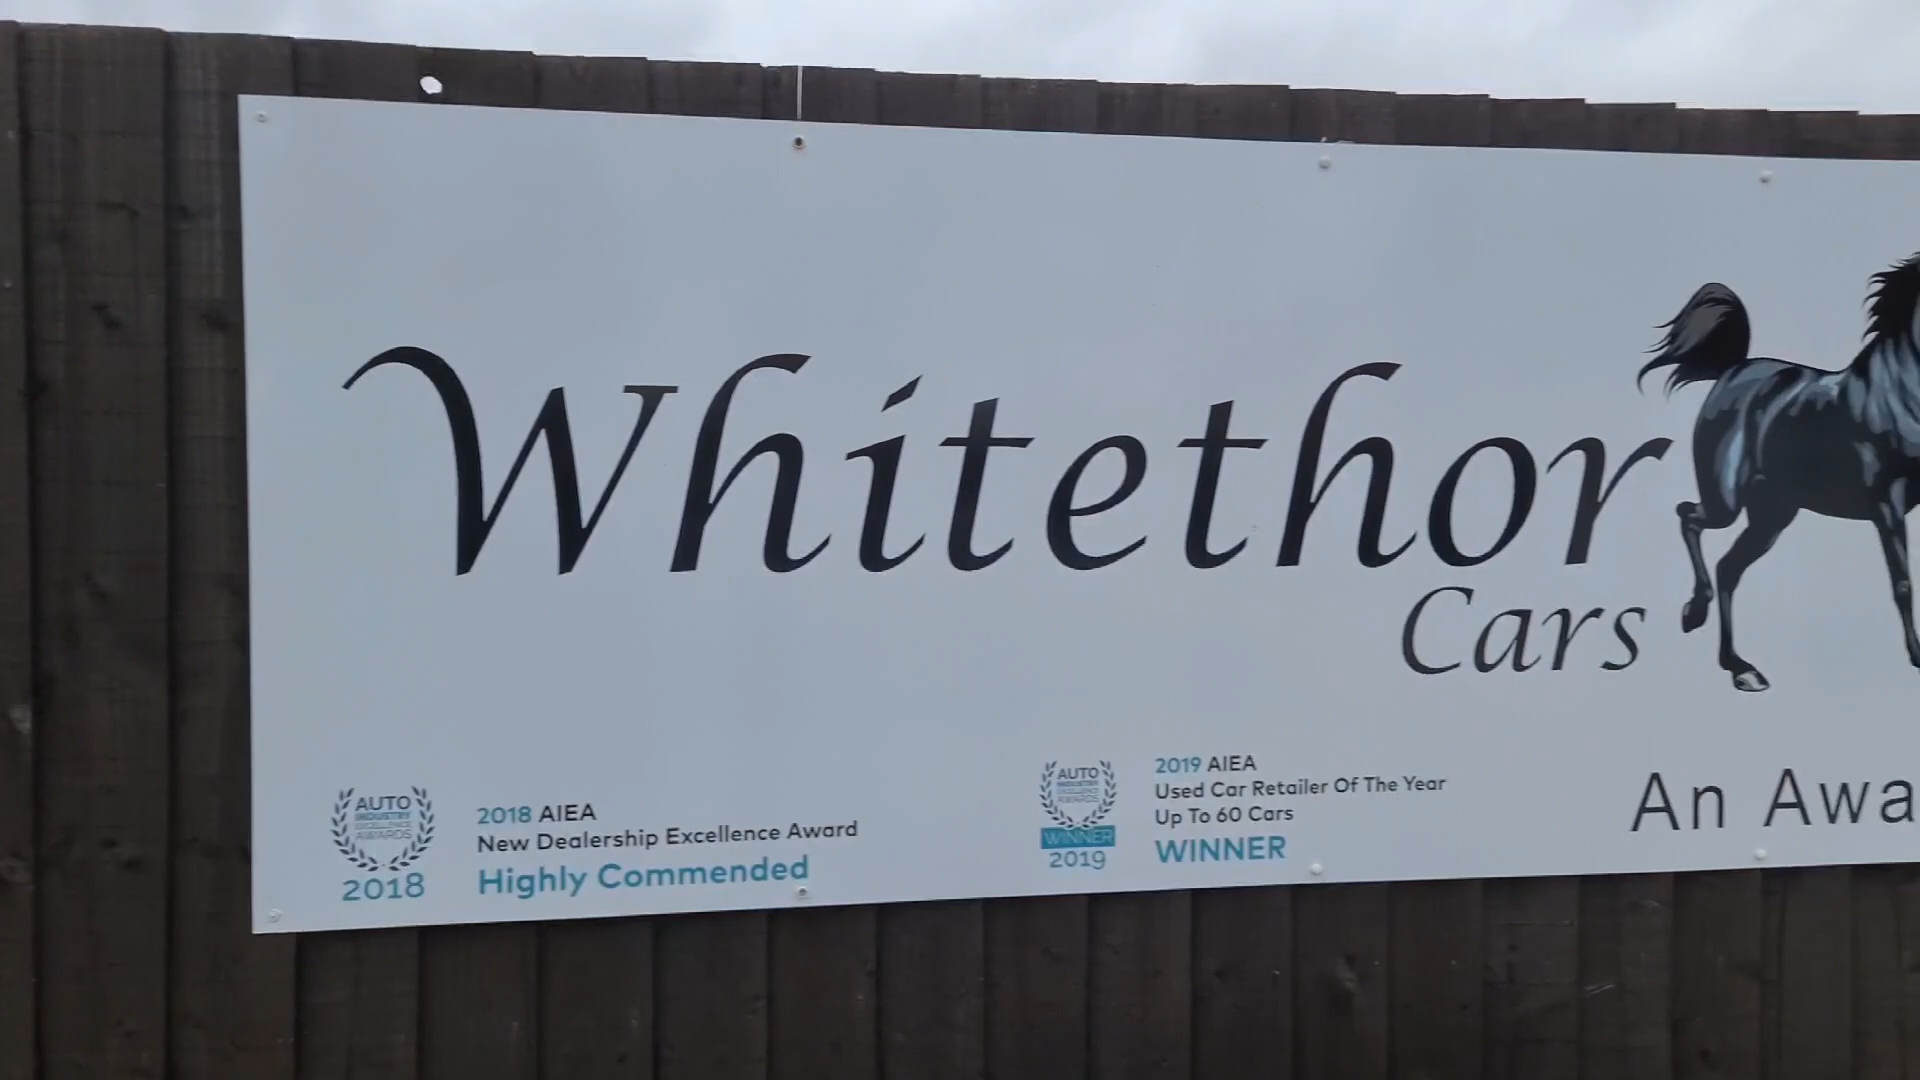 Whitethor
Cars
AUTO
INDUSTRY
EXCELLENCE
AWARDS
2018
2018 AIEA
New Dealership Excellence Award
Highly Commended
AUTO
INDUSTRY
EXCELLENCE
AWARDS
WINNER
2019
2019 AIEA
Used Car Retailer Of The Year
Up To 60 Cars
WINNER
An Awa